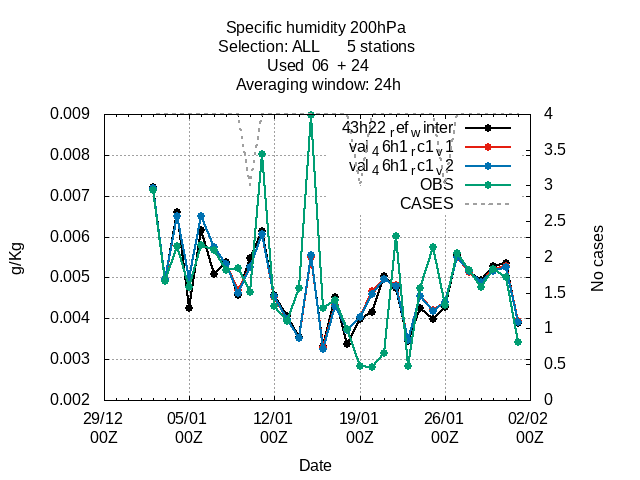 Specific humidity 200hPa
Selection: ALL 5 stations
Used 06 + 24
Averaging window: 24h
0.009
0.008
0.007
0.006
0.005
0.004
0.003
0.002
g/Kg
43h22_refwinter
val_46h1_rc1_v1
val_46h1_rc1_v2
OBS
CASES
4
3.5
3
2.5
2
1.5
1
0.5
0
No cases
29/12 05/01 12/01 19/01 26/01 02/02
00Z 00Z 00Z 00Z 00Z 00Z
Date